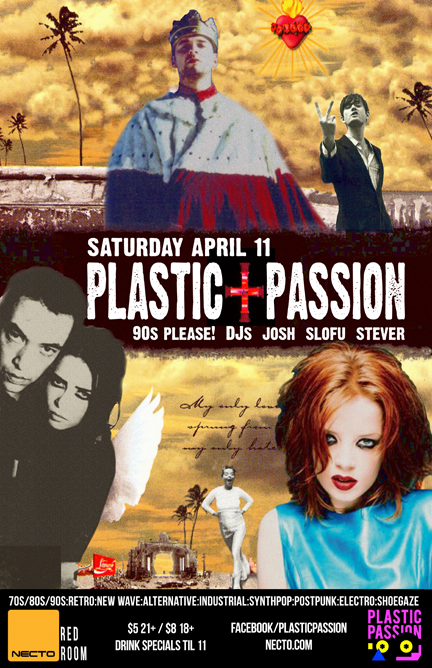 SATURDAY APRIL 11
PLASTIC PASSION
90S PLEASE! DJS JOSH SLOFU STEVER
My only love
sprung from
my only hate
70S/80S/90S:RETRO:NEW WAVE:ALTERNATIVE:INDUSTRIAL:SYNTHPOP:POSTPUNK:ELECTRO:SHOEGAZE
NECTO
RED
ROOM
$5 21+ / $8 18+
DRINK SPECIALS TIL 11
FACEBOOK/PLASTICPASSION
NECTO.COM
PLASTIC
PASSION